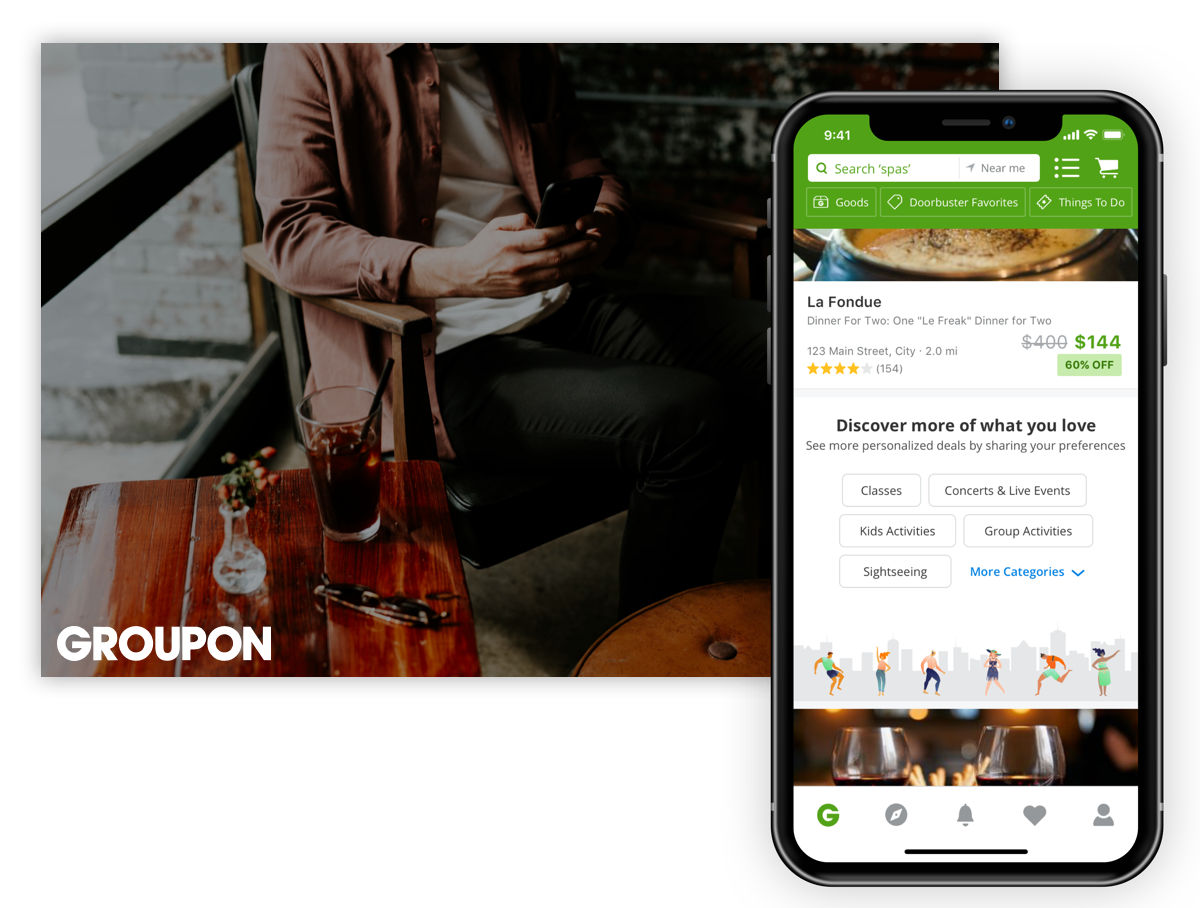 GROUPON
9:41
Search ‘spas’ Near me
Goods Doorbuster Favorites Things To Do
La Fondue
Dinner For Two: One "Le Freak" Dinner for Two
$400 $144
123 Main Street, City · 2.0 mi
60% OFF
(154)
Discover more of what you love
See more personalized deals by sharing your preferences
Classes Concerts & Live Events
Kids Activities Group Activities
Sightseeing More Categories
G